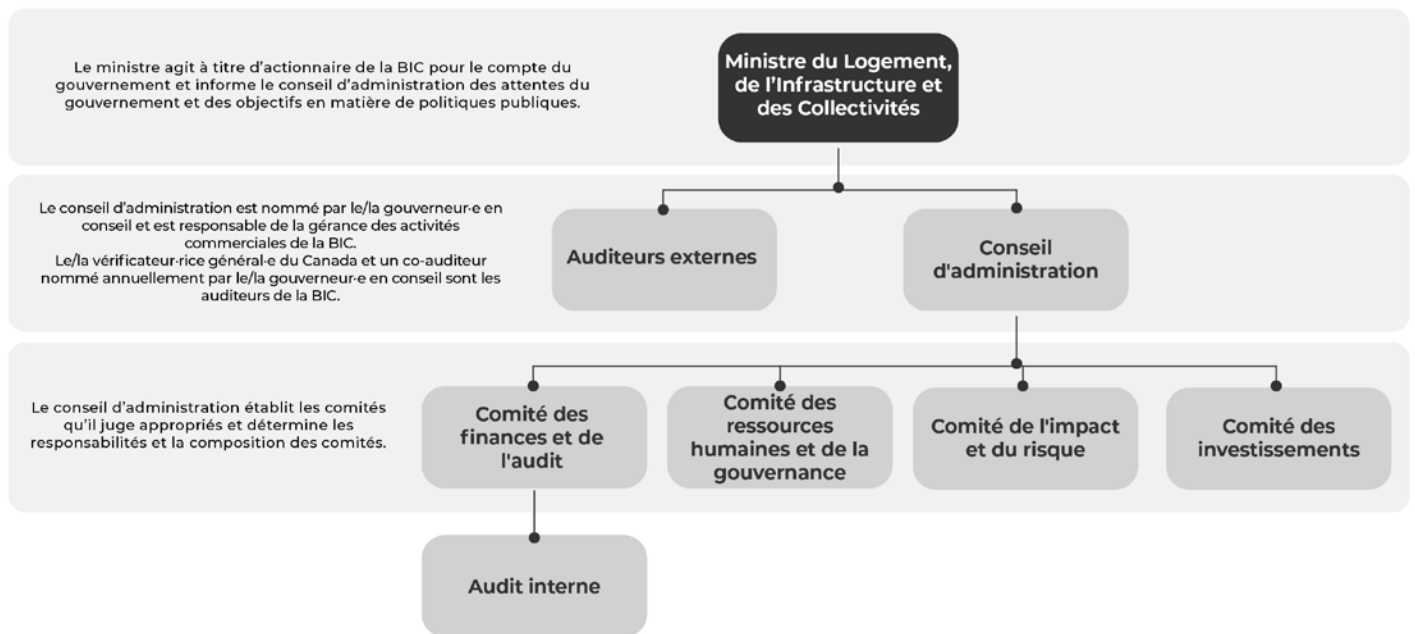 Le ministre agit à titre d'actionnaire de la BIC pour le compte du
gouvernement et informe le conseil d'administration des attentes du
gouvernement et des objectifs en matière de politiques publiques.
Ministre du Logement,
de l'Infrastructure et
des Collectivités
Le conseil d'administration est nommé par le/la gouverneur·e en
conseil et est responsable de la gérance des activités
commerciales de la BIC.
Le/la vérificateur·rice général·e du Canada et un co-auditeur
nommé annuellement par le/la gouverneur·e en conseil sont les
auditeurs de la BIC.
Auditeurs externes
Conseil
d'administration
Le conseil d'administration établit les comités
qu'il juge appropriés et détermine les
responsabilités et la composition des comités.
Comité des
finances et de
l'audit
Comité des
ressources
humaines et de la
gouvernance
Comité de l'impact
et du risque
Comité des
investissements
Audit interne